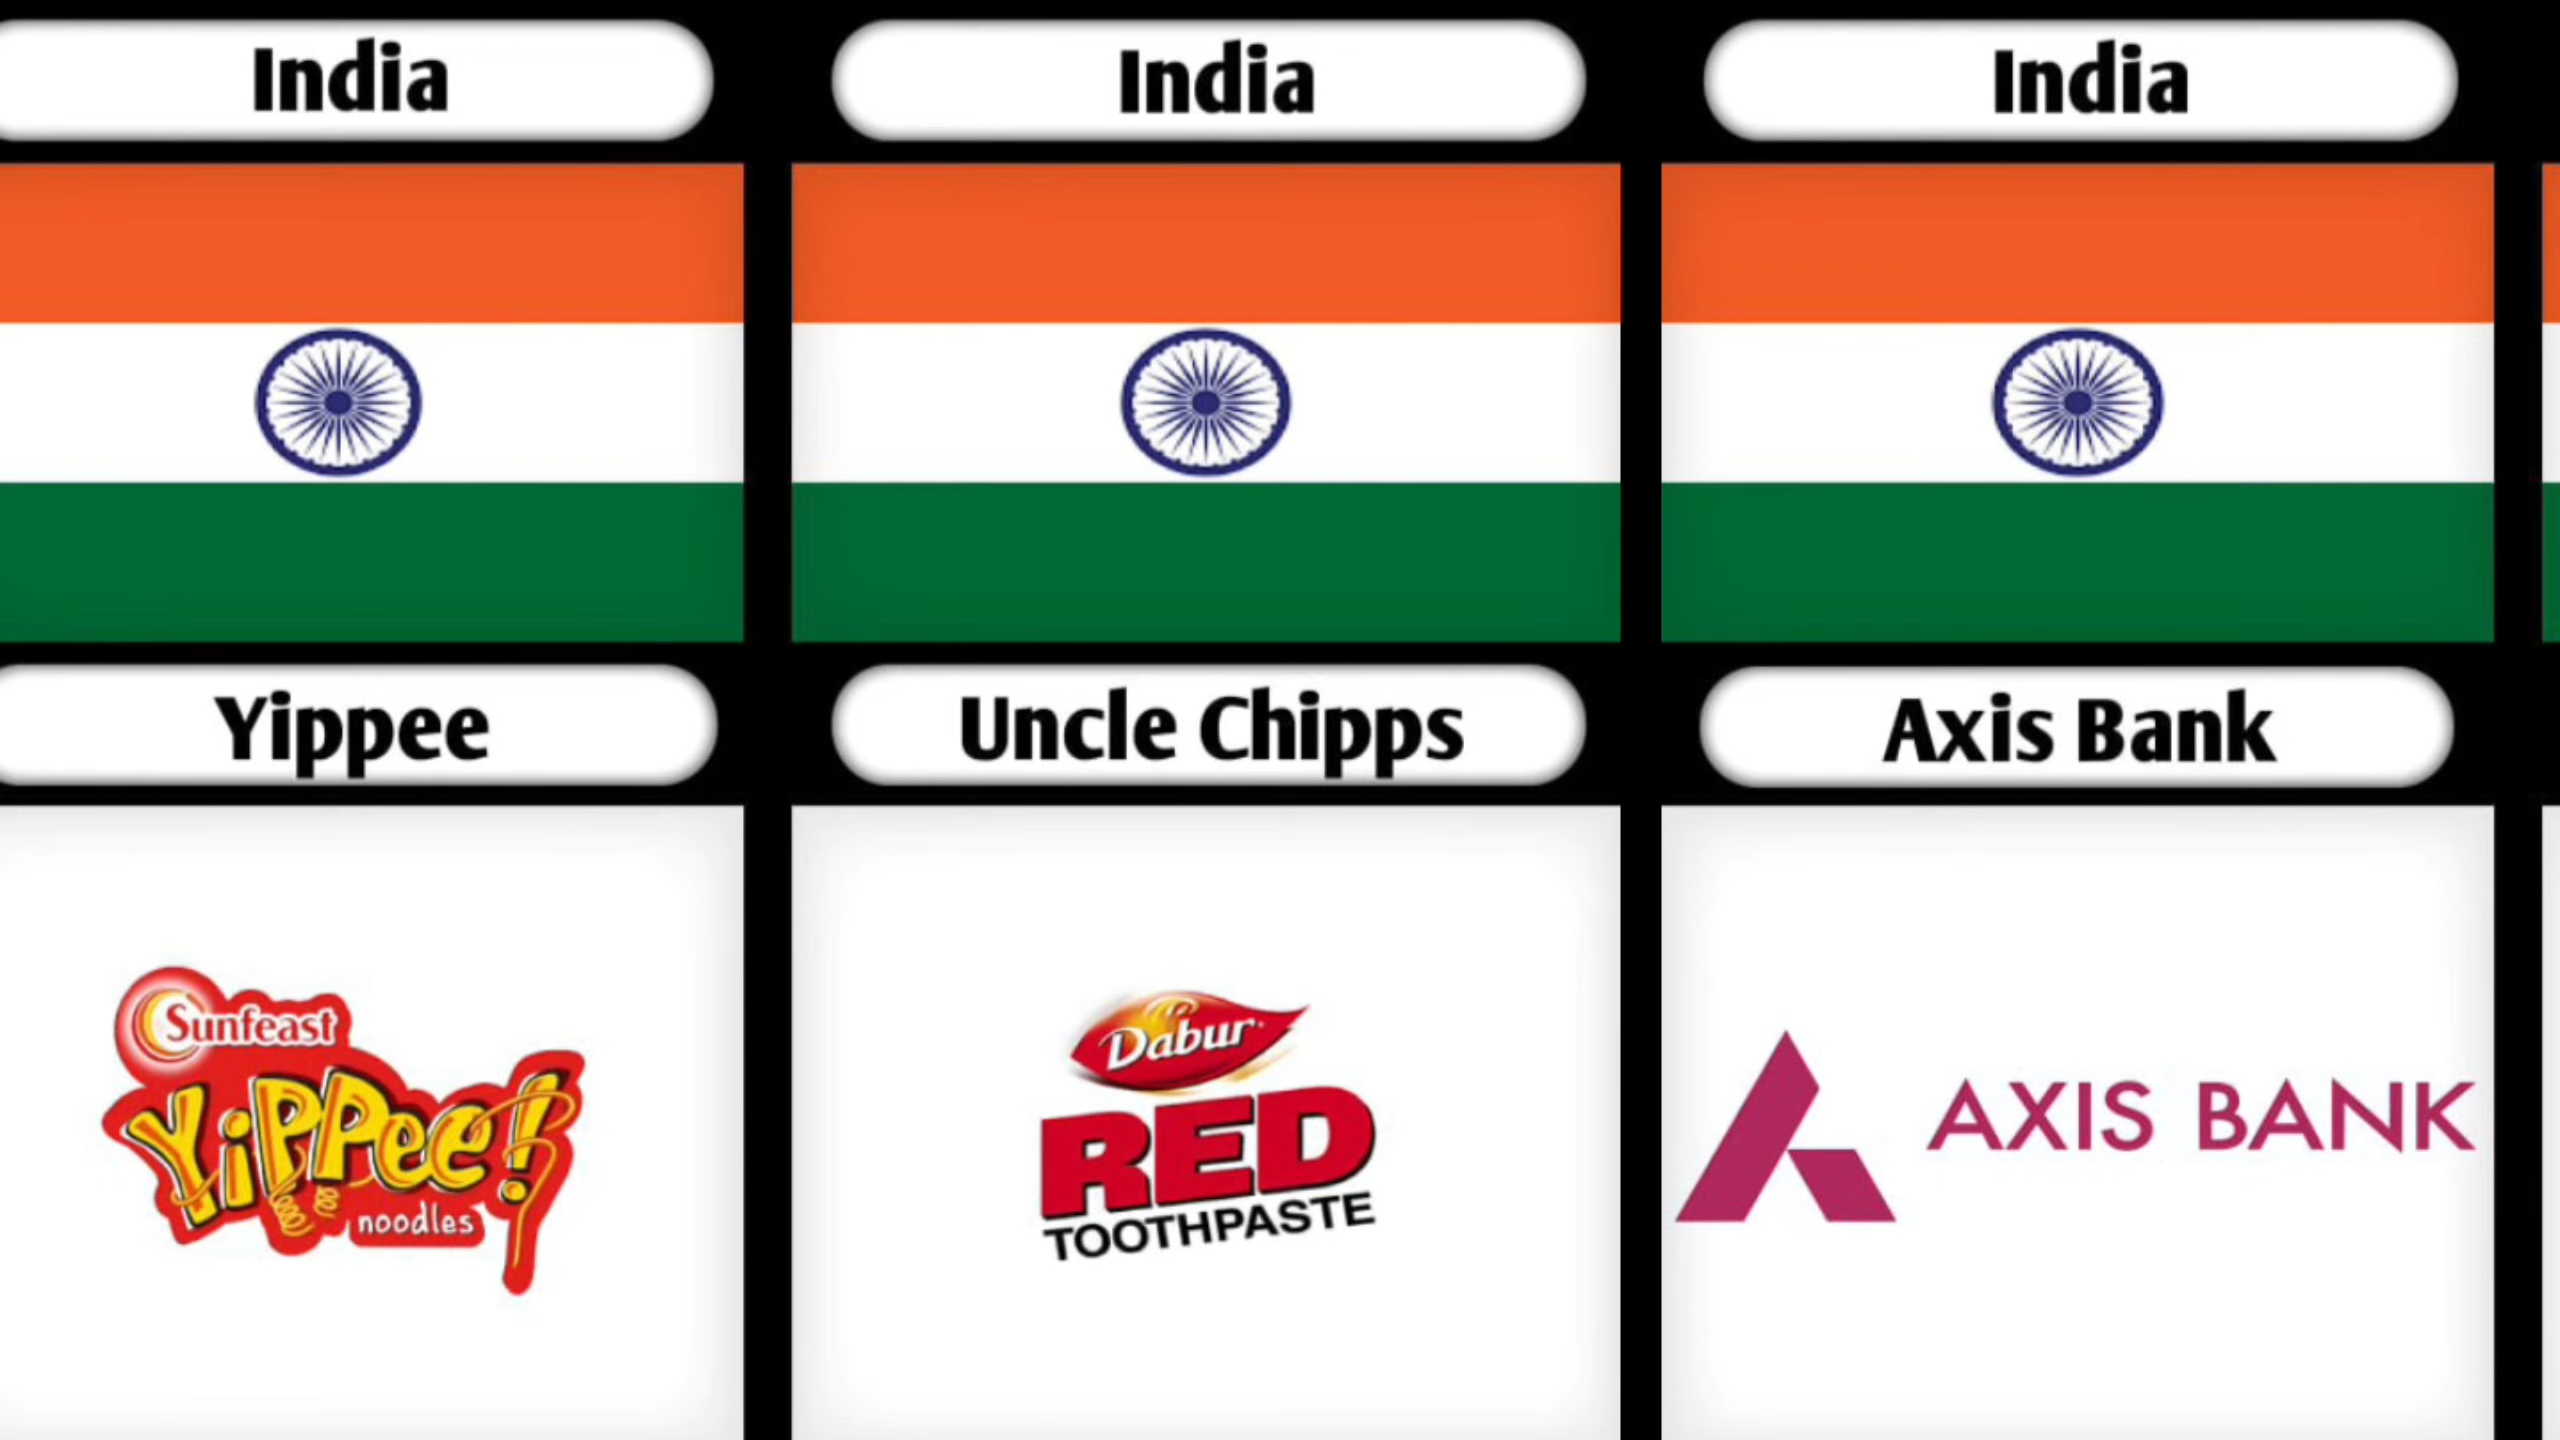 India
India
India
Yippee
Uncle Chipps
Axis Bank
Sunfeast
YiPPee!
noodles
Dabur
RED
TOOTHPASTE
AXIS BANK